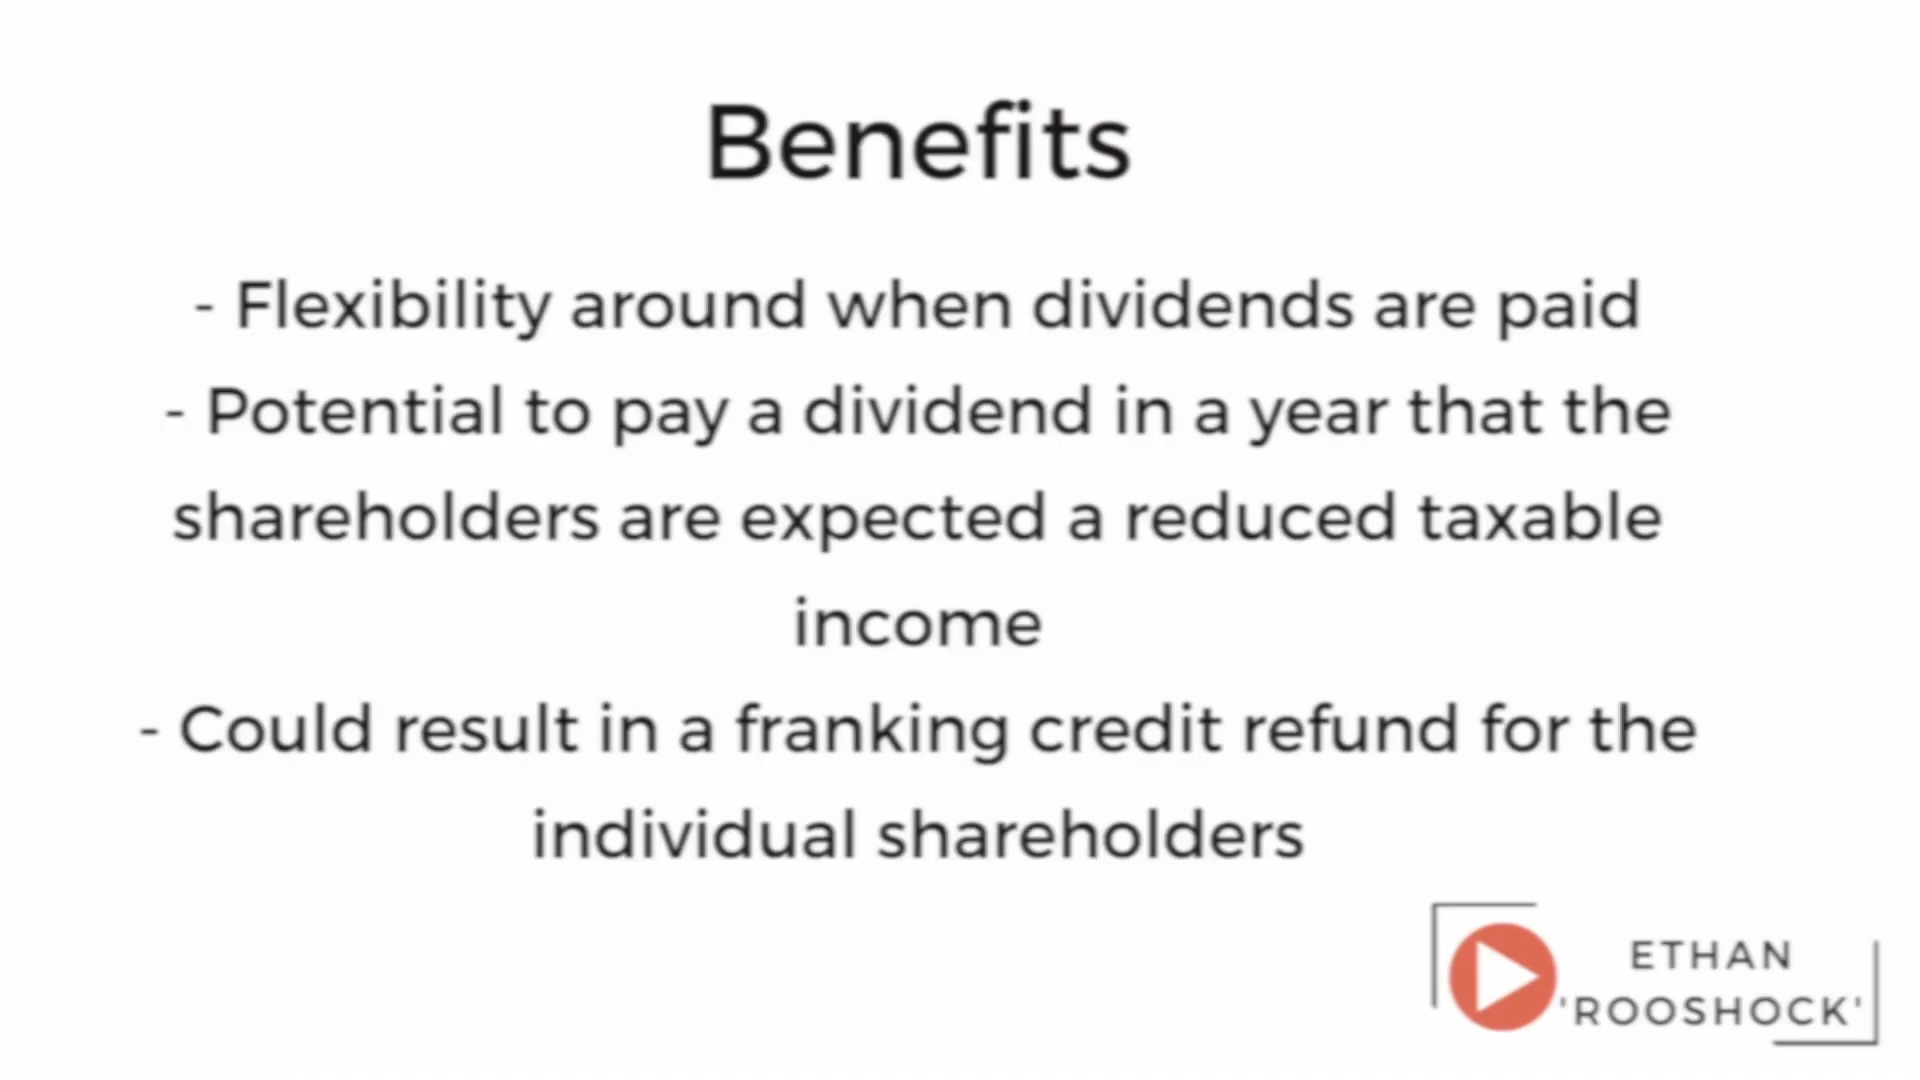 Benefits
- Flexibility around when dividends are paid
- Potential to pay a dividend in a year that the
shareholders are expected a reduced taxable
income
- Could result in a franking credit refund for the
individual shareholders
ETHAN
'ROOSHOCK'